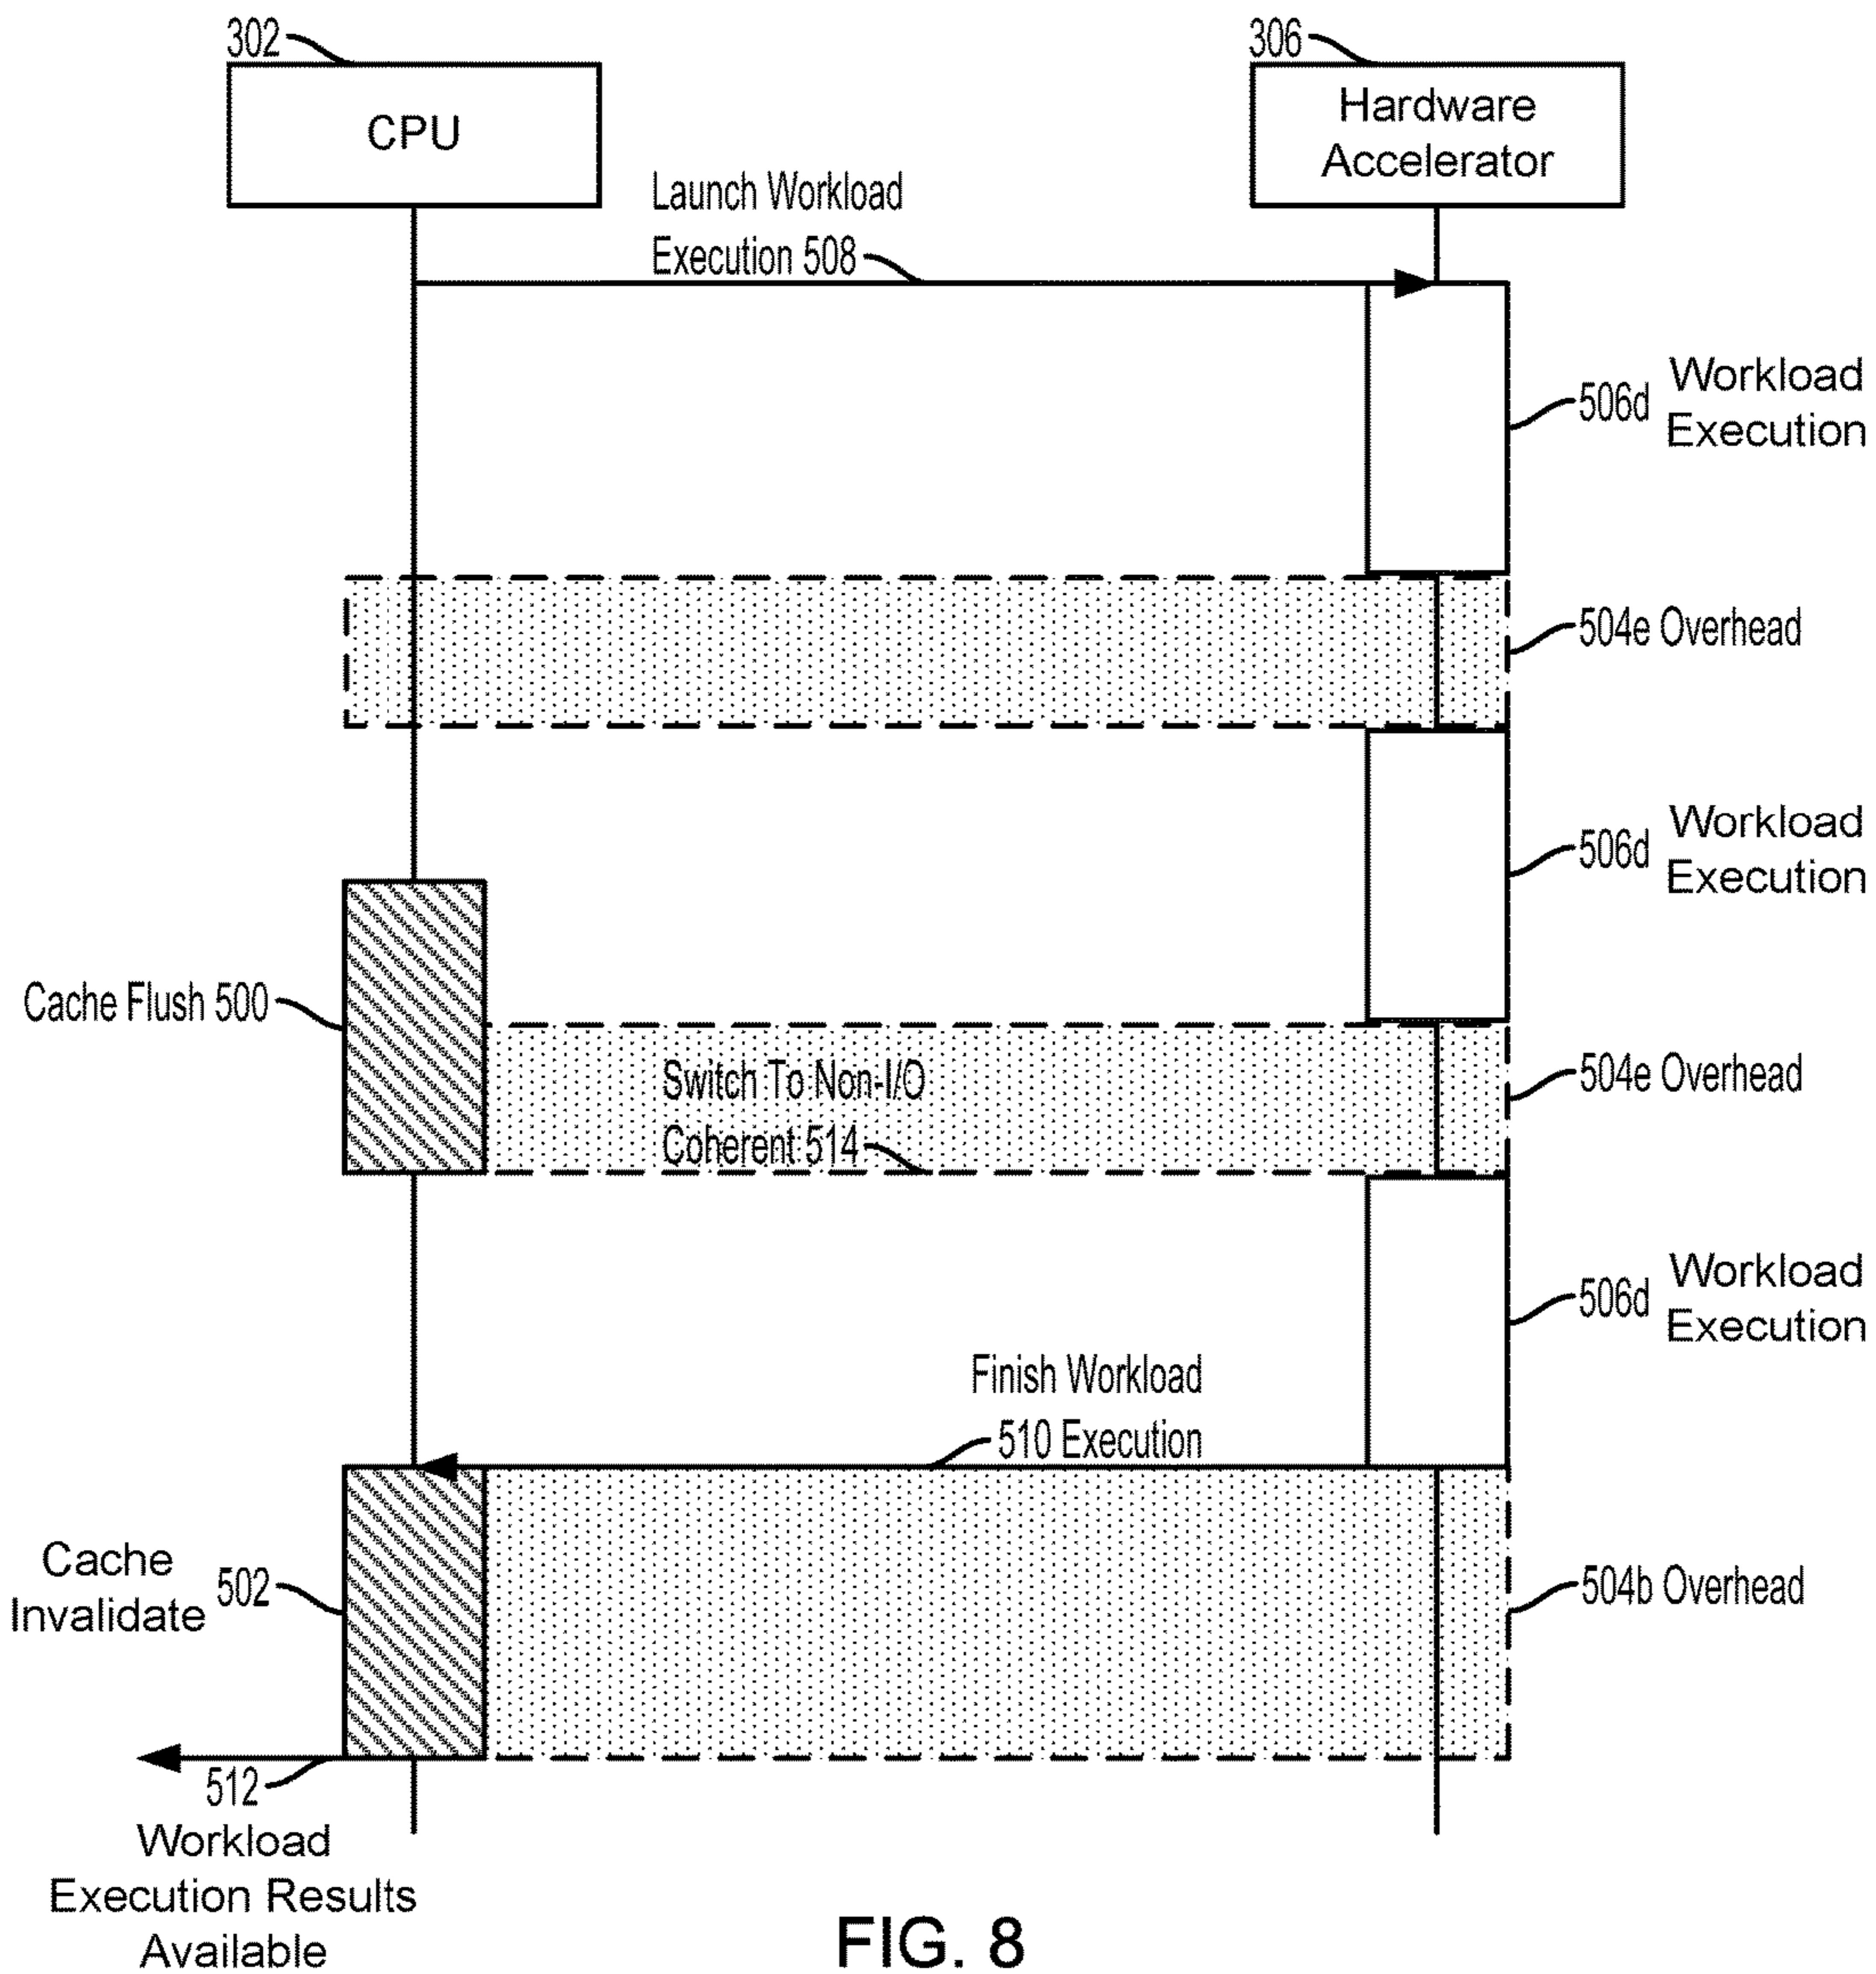 302
CPU
306
Hardware
Accelerator
Launch Workload
Execution 508
506d
Workload
Execution
504e Overhead
506d
Workload
Execution
Cache Flush 500
Switch To Non-I/O
Coherent 514
504e Overhead
506d
Workload
Execution
Finish Workload
510 Execution
Cache
Invalidate
502
504b Overhead
512
Workload
Execution Results
Available
FIG. 8